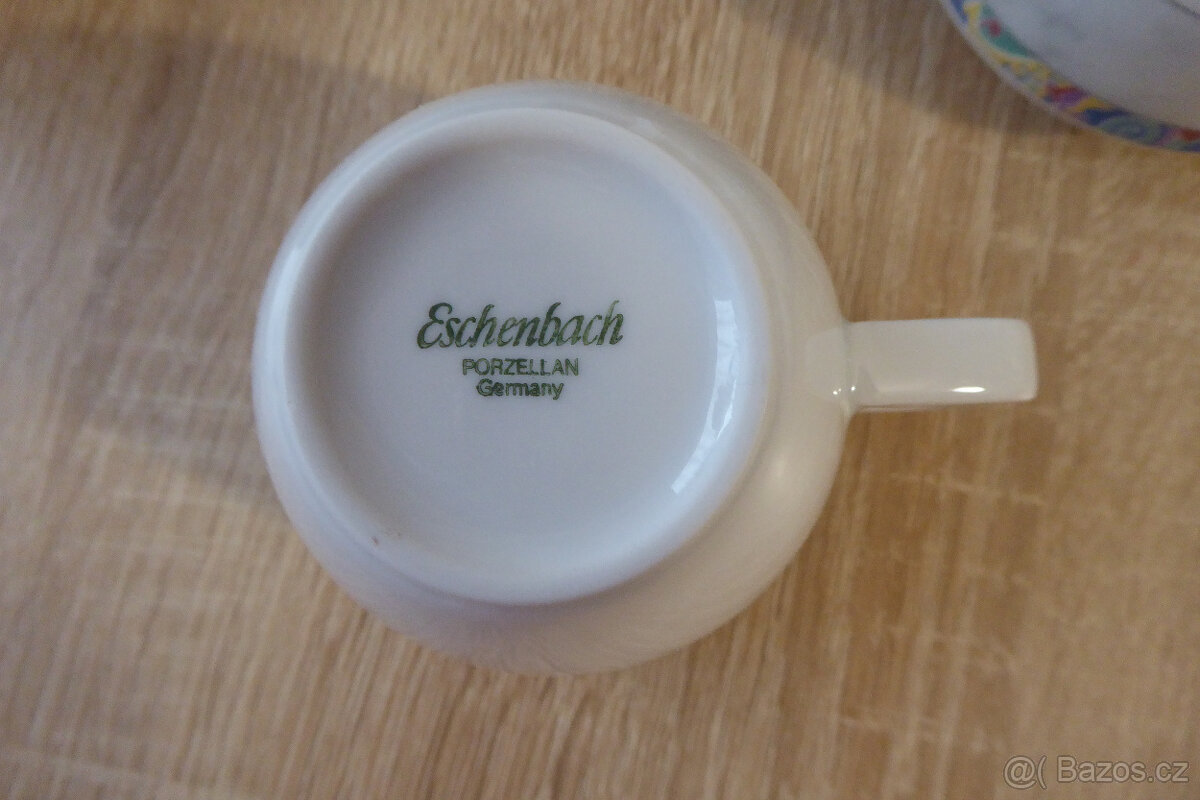 Eschenbach
PORZELLAN
Germany
@( Bazos.cz